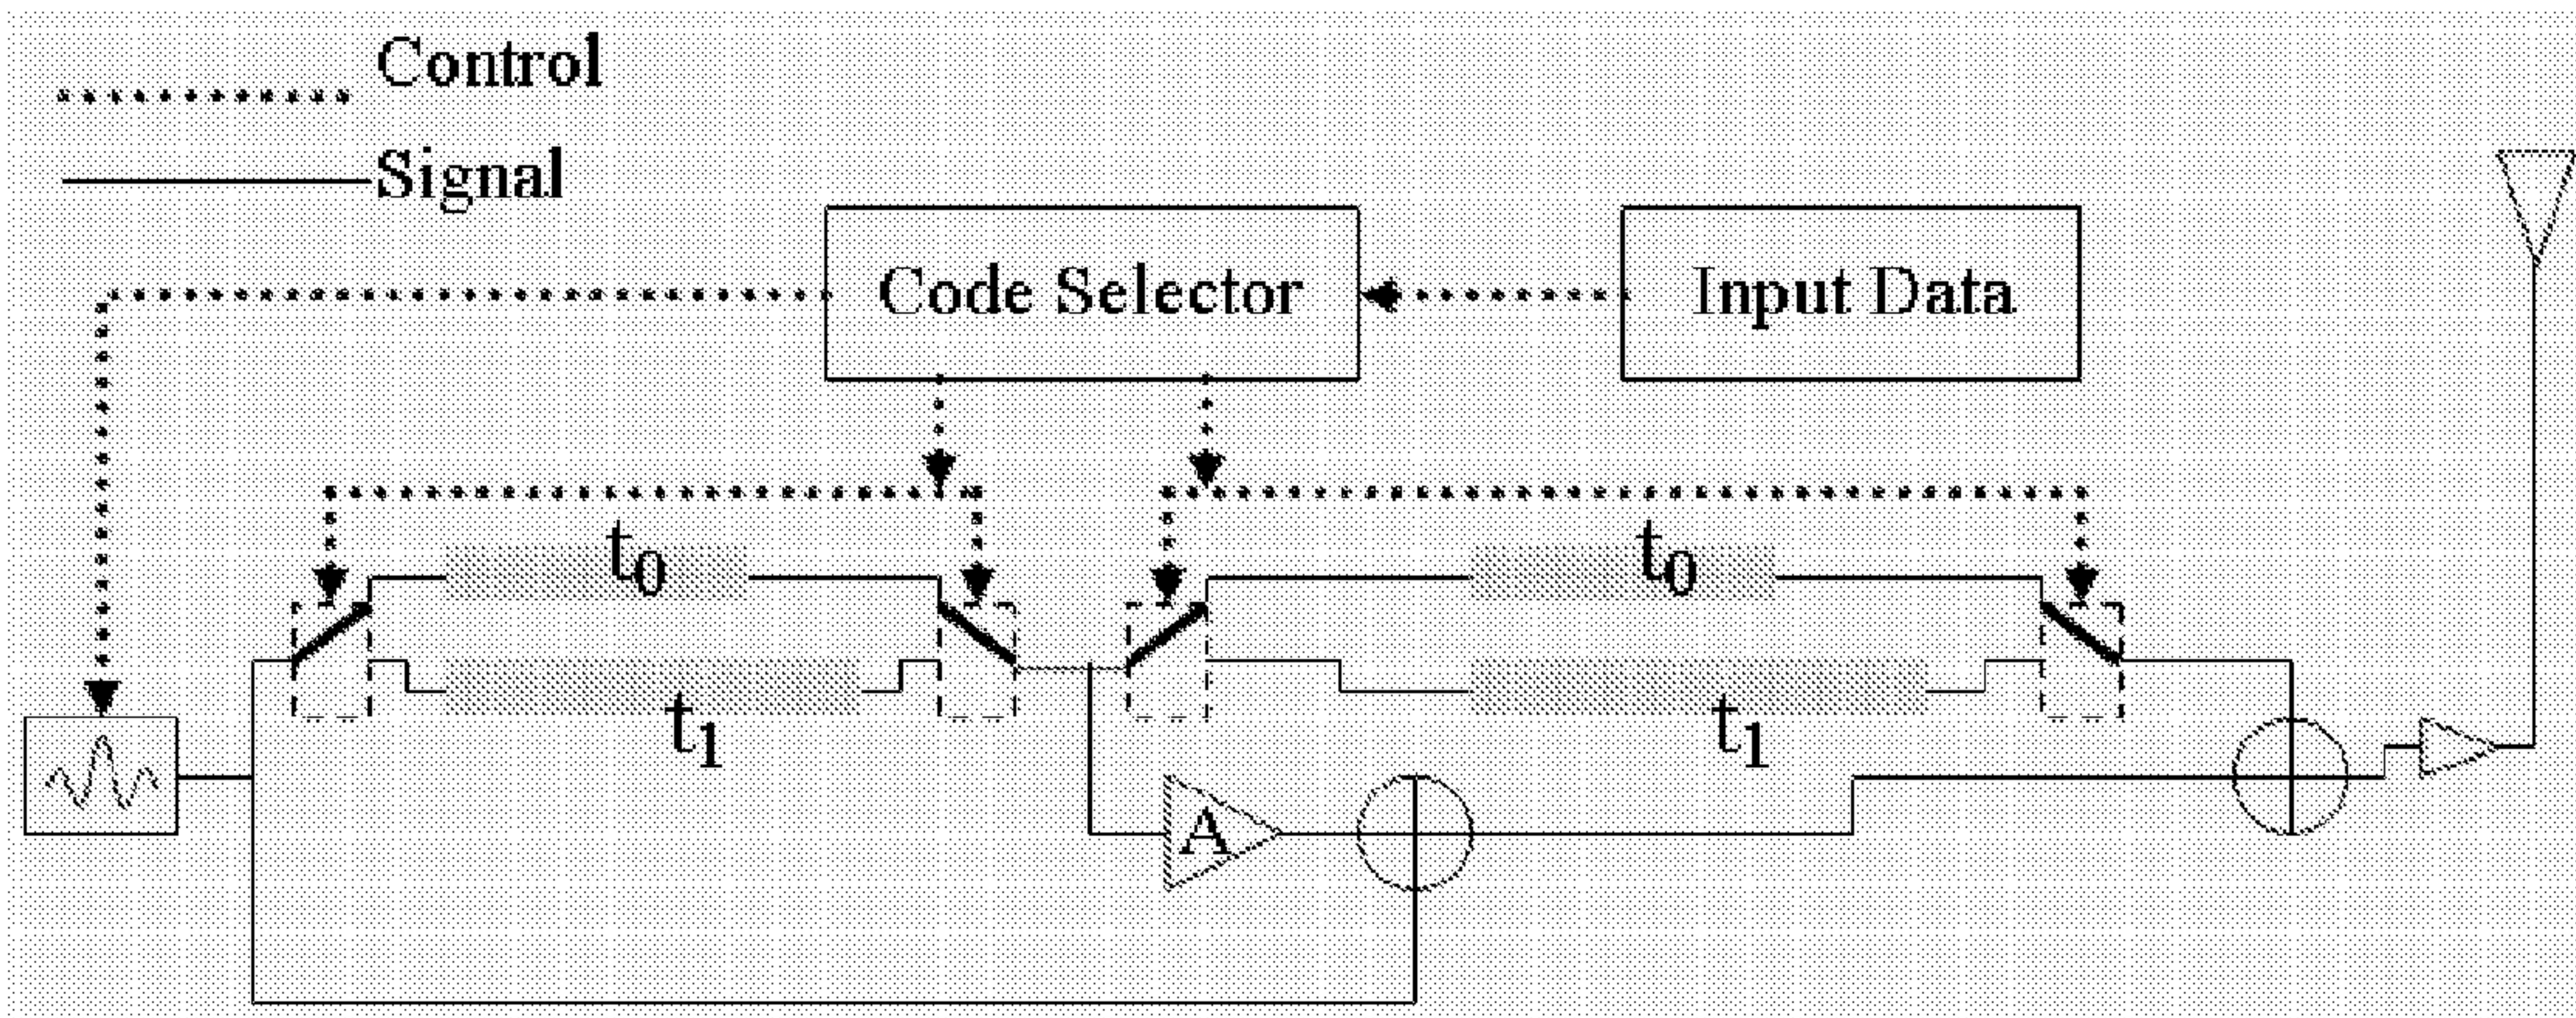 Control
Signal
Code Selector
Input Data
t0
t0
t1
t1
A